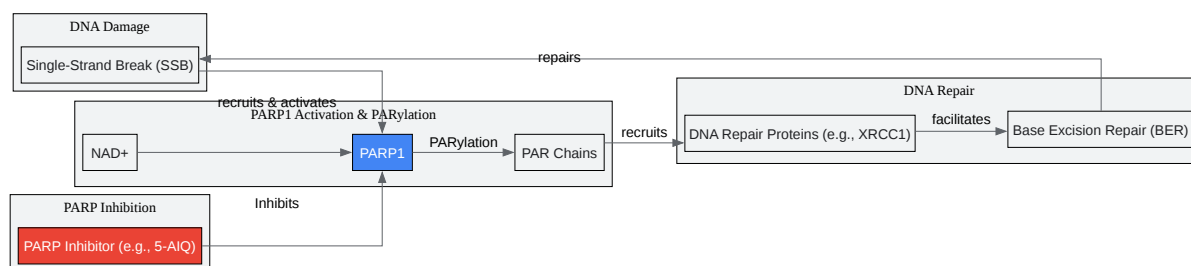 DNA Damage
Single-Strand Break (SSB)
repairs
recruits & activates
PARP1 Activation & PARylation
NAD+
PARP1
PARylation
PAR Chains
recruits
DNA Repair
DNA Repair Proteins (e.g., XRCC1)
facilitates
Base Excision Repair (BER)
PARP Inhibition
Inhibits
PARP Inhibitor (e.g., 5-AIQ)